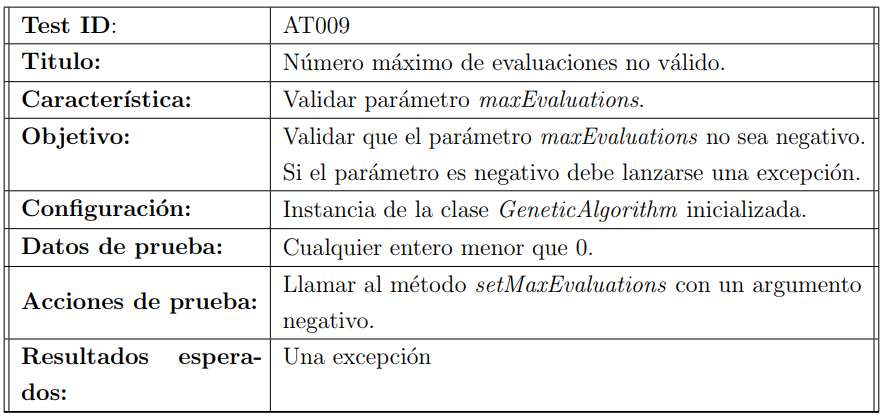 Test ID: AT009
Titulo: Número máximo de evaluaciones no válido.
Característica: Validar parámetro maxEvaluations.
Objetivo: Validar que el parámetro maxEvaluations no sea negativo.
Si el parámetro es negativo debe lanzarse una excepción.
Configuración: Instancia de la clase GeneticAlgorithm inicializada.
Datos de prueba: Cualquier entero menor que 0.
Acciones de prueba: Llamar al método setMaxEvaluations con un argumento
negativo.
Resultados espera- Una excepción
dos: